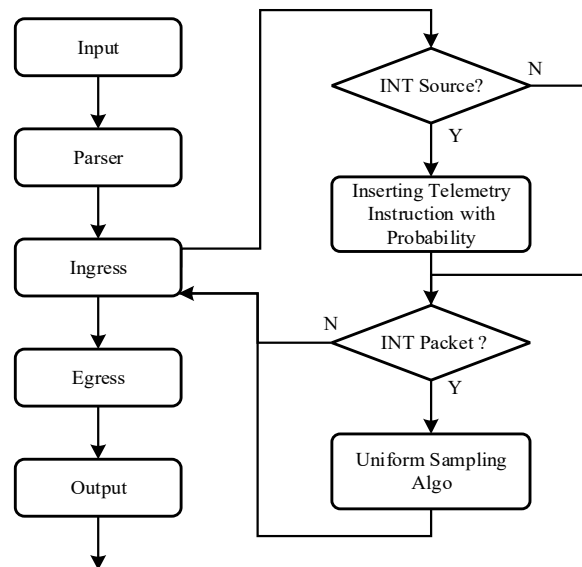 Input
Parser
Ingress
Egress
Output
INT Source?
N
Y
Inserting Telemetry
Instruction with
Probability
N
INT Packet ?
Y
Uniform Sampling
Algo